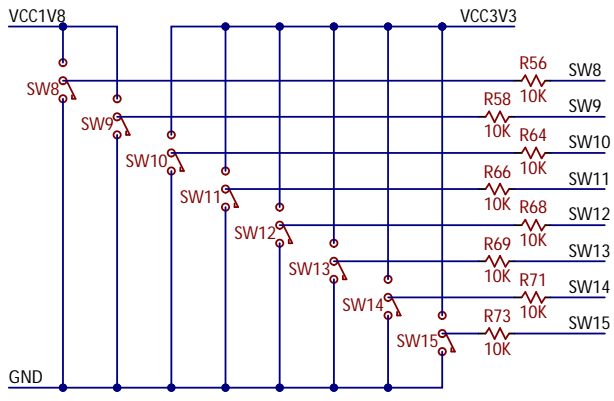 VCC1V8 VCC3V3
R56 SW8
SW8 10K
R58 SW9
SW9 10K
R64 SW10
SW10 10K
R66 SW11
SW11 10K
R68 SW12
SW12 10K
R69 SW13
SW13 10K
R71 SW14
SW14 10K
R73 SW15
SW15 10K
GND